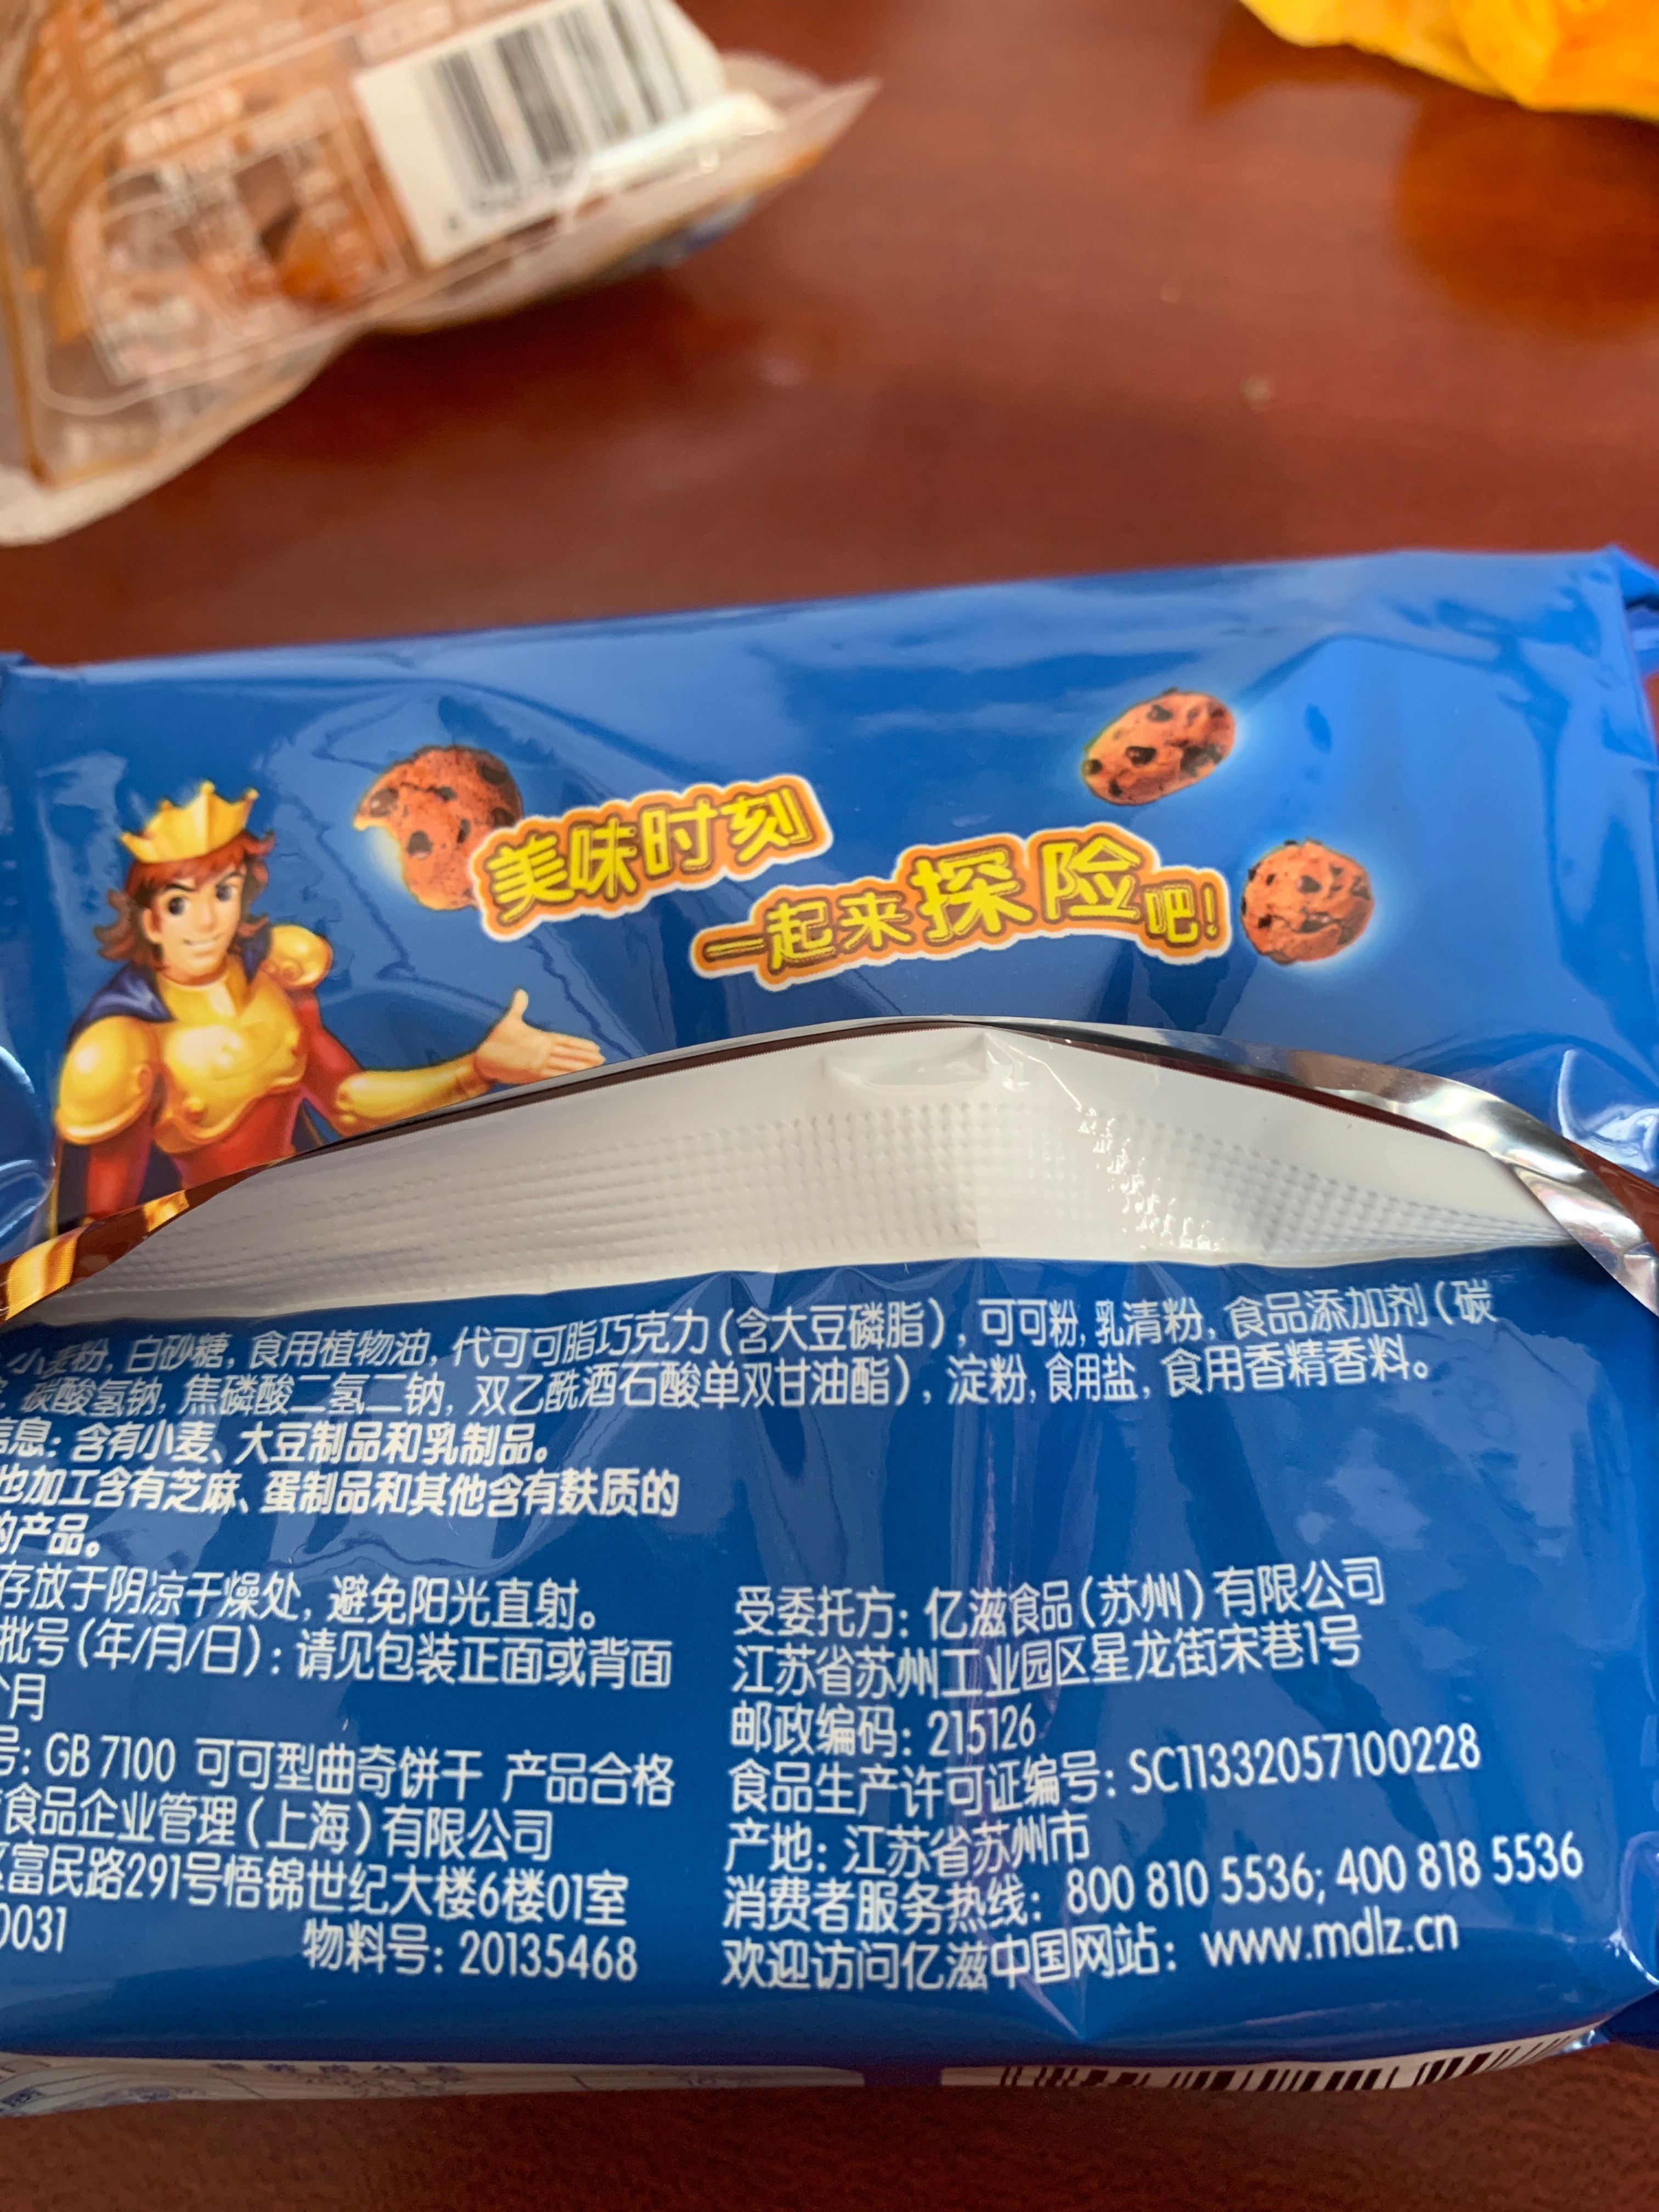 美味时刻
一起来探险吧!
小麦粉, 白砂糖, 食用植物油, 代可可脂巧克力(含大豆磷脂), 可可粉, 乳清粉, 食品添加剂(碳
碳酸氢钠, 焦磷酸二氢二钠, 双乙酰酒石酸单双甘油酯), 淀粉, 食用盐, 食用香精香料。
信息: 含有小麦、大豆制品和乳制品。
也加工含有芝麻、蛋制品和其他含有麸质的
的产品。
存放于阴凉干燥处, 避免阳光直射。
批号(年/月/日): 请见包装正面或背面
个月
号: GB 7100 可可型曲奇饼干 产品合格
食品企业管理(上海)有限公司
区富民路291号悟锦世纪大楼6楼01室
0031 物料号: 20135468
受委托方: 亿滋食品(苏州)有限公司
江苏省苏州工业园区星龙街宋巷1号
邮政编码: 215126
食品生产许可证编号: SC11332057100228
产地: 江苏省苏州市
消费者服务热线: 800 810 5536; 400 818 5536
欢迎访问亿滋中国网站: www.mdlz.cn